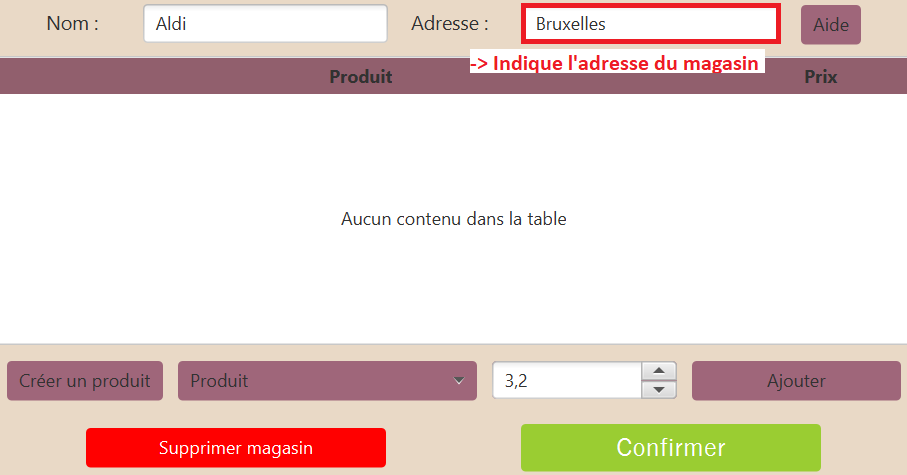 Nom : Aldi Adresse : Bruxelles Aide
-> Indique l'adresse du magasin
Produit Prix
Aucun contenu dans la table
Créer un produit Produit 3,2 Ajouter
Supprimer magasin Confirmer